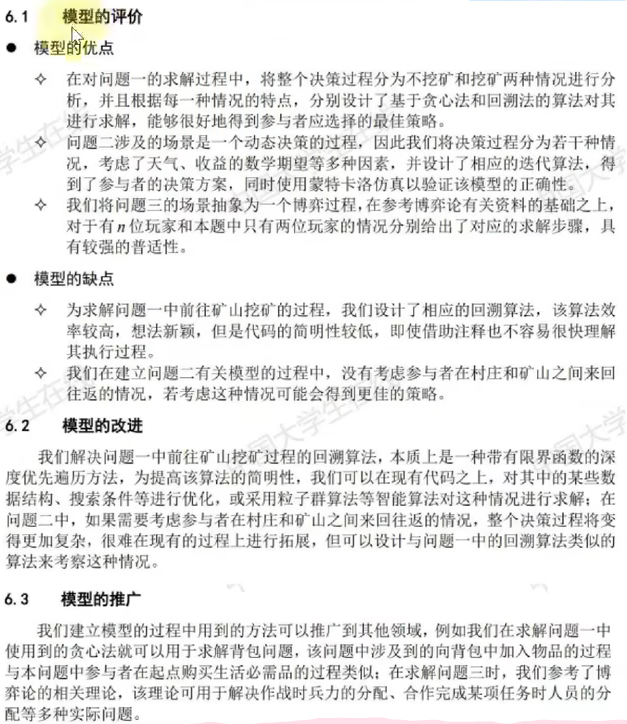 6.1 模型的评价
● 模型的优点
✧ 在对问题一的求解过程中，将整个决策过程分为不挖矿和挖矿两种情况进行分
析，并且根据每一种情况的特点，分别设计了基于贪心法和回溯法的算法对其
进行求解，能够很好地得到参与者应选择的最佳策略。
✧ 问题二涉及的场景是一个动态决策的过程，因此我们将决策过程分为若干种情
况，考虑了天气、收益的数学期望等多种因素，并设计了相应的迭代算法，得
到了参与者的决策方案，同时使用蒙特卡洛仿真以验证该模型的正确性。
✧ 我们将问题三的场景抽象为一个博弈过程，在参考博弈论有关资料的基础之上，
对于有n位玩家和本题中只有两位玩家的情况分别给出了对应的求解步骤，具
有较强的普适性。
● 模型的缺点
✧ 为求解问题一中前往矿山挖矿的过程，我们设计了相应的回溯算法，该算法效
率较高，想法新颖，但是代码的简明性较低，即使借助注释也不容易很快理解
其执行过程。
✧ 我们在建立问题二有关模型的过程中，没有考虑参与者在村庄和矿山之间来回
往返的情况，若考虑这种情况可能会得到更佳的策略。
6.2 模型的改进
我们解决问题一中前往矿山挖矿过程的回溯算法，本质上是一种带有限界函数的深
度优先遍历方法，为提高该算法的简明性，我们可以在现有代码之上，对其中的某些数
据结构、搜索条件等进行优化，或采用粒子群算法等智能算法对这种情况进行求解；在
问题二中，如果需要考虑参与者在村庄和矿山之间来回往返的情况，整个决策过程将变
得更加复杂，很难在现有的过程上进行拓展，但可以设计与问题一中的回溯算法类似的
算法来考察这种情况。
6.3 模型的推广
我们建立模型的过程中用到的方法可以推广到其他领域，例如我们在求解问题一中
使用到的贪心法就可以用于求解背包问题，该问题中涉及到的向背包中加入物品的过程
与本问题中参与者在起点购买生活必需品的过程类似；在求解问题三时，我们参考了博
弈论的相关理论，该理论可用于解决作战时兵力的分配、合作完成某项任务时人员的分
配等多种实际问题。